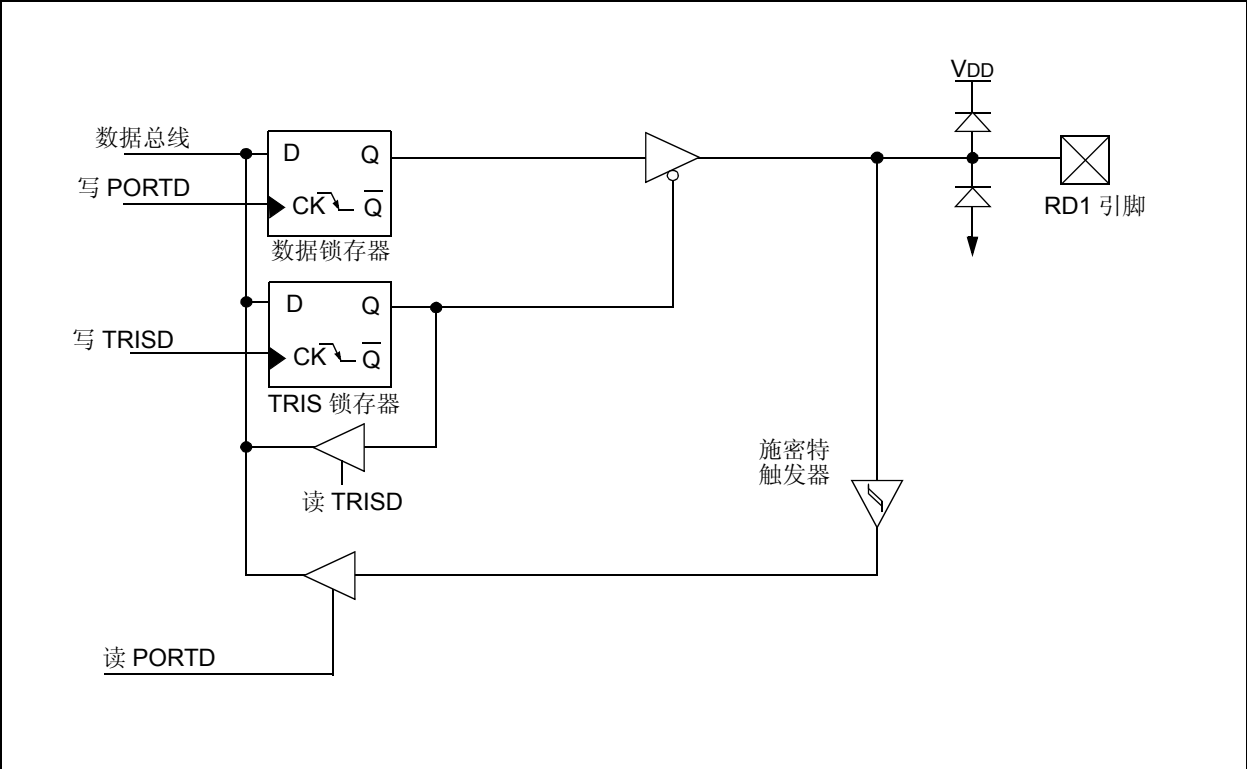 VDD
数据总线
D Q
写 PORTD
CK Q
RD1 引脚
数据锁存器
D Q
写 TRISD
CK Q
TRIS 锁存器
施密特
触发器
读 TRISD
读 PORTD